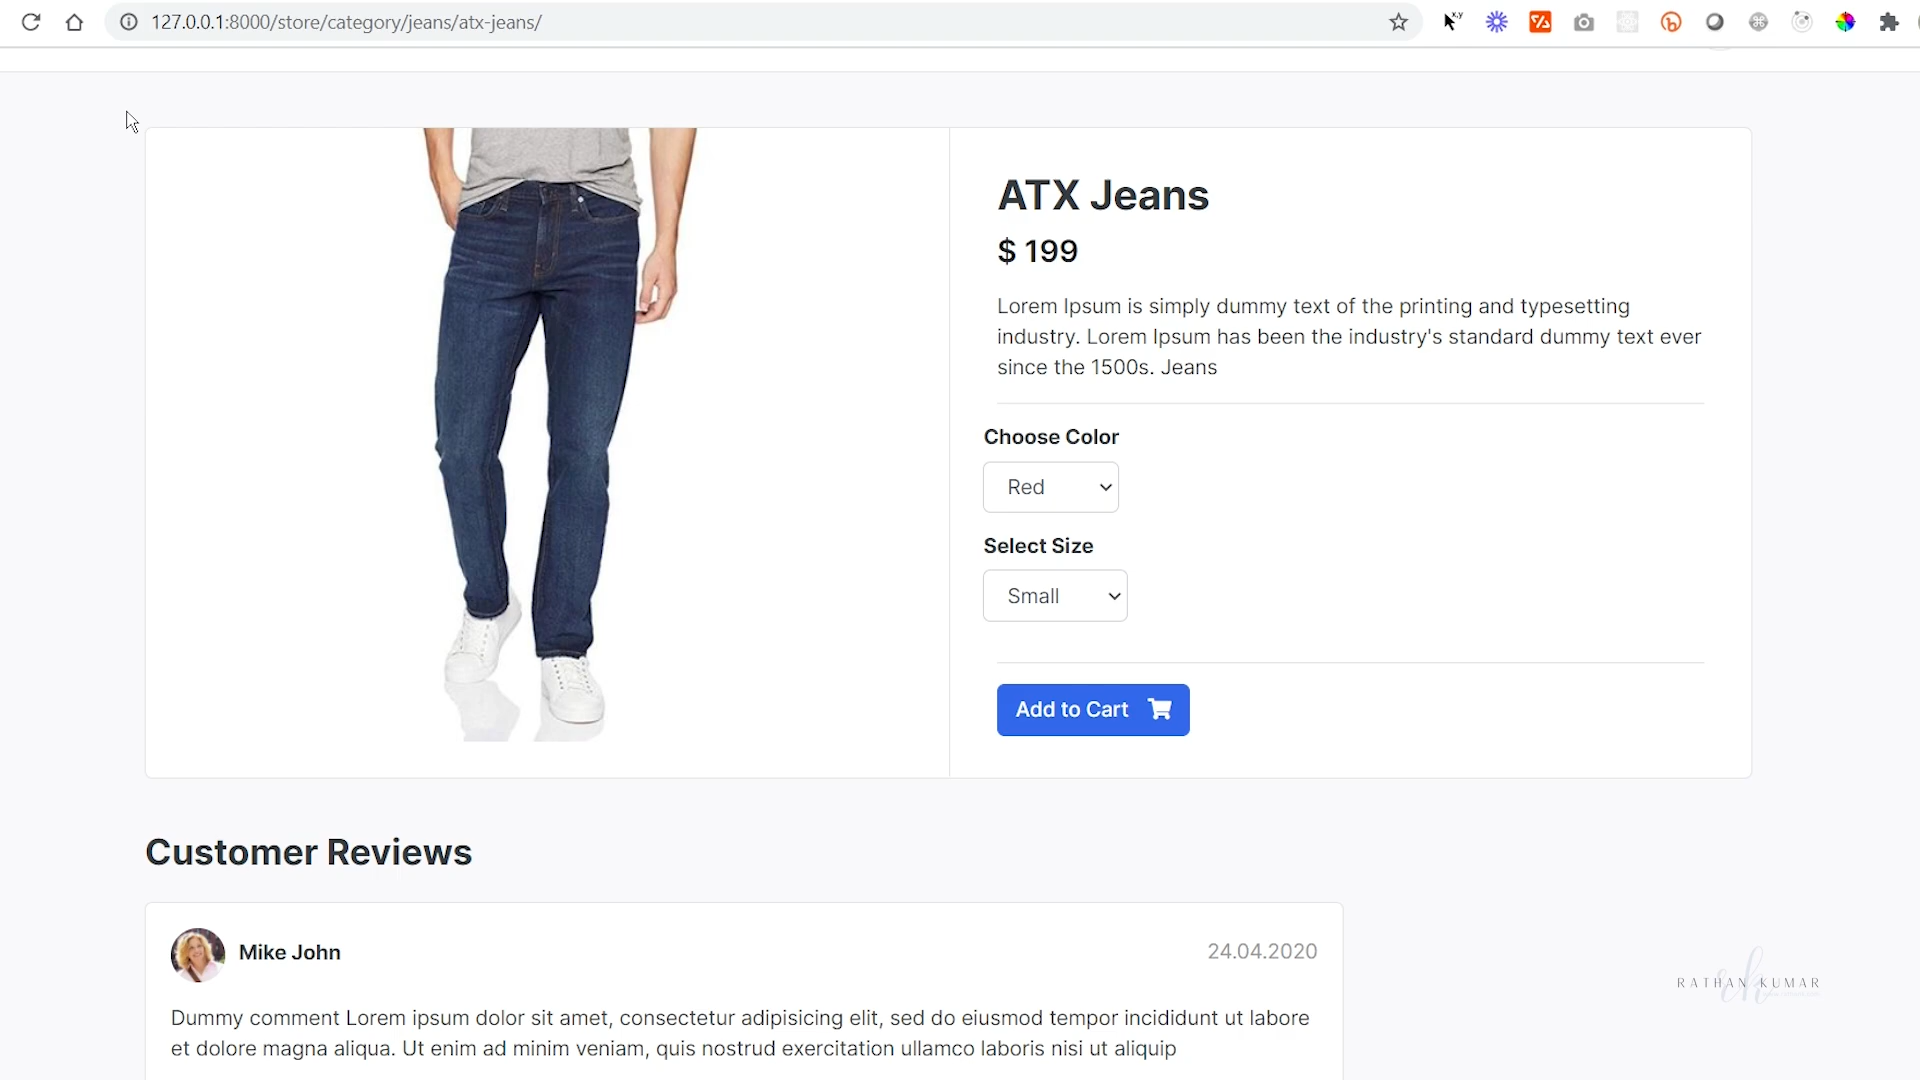 127.0.0.1:8000/store/category/jeans/atx-jeans/
ATX Jeans
$ 199
Lorem Ipsum is simply dummy text of the printing and typesetting
industry. Lorem Ipsum has been the industry's standard dummy text ever
since the 1500s. Jeans
Choose Color
Red
Select Size
Small
Add to Cart
Customer Reviews
Mike John
24.04.2020
Dummy comment Lorem ipsum dolor sit amet, consectetur adipisicing elit, sed do eiusmod tempor incididunt ut labore
et dolore magna aliqua. Ut enim ad minim veniam, quis nostrud exercitation ullamco laboris nisi ut aliquip
RATHAN KUMAR